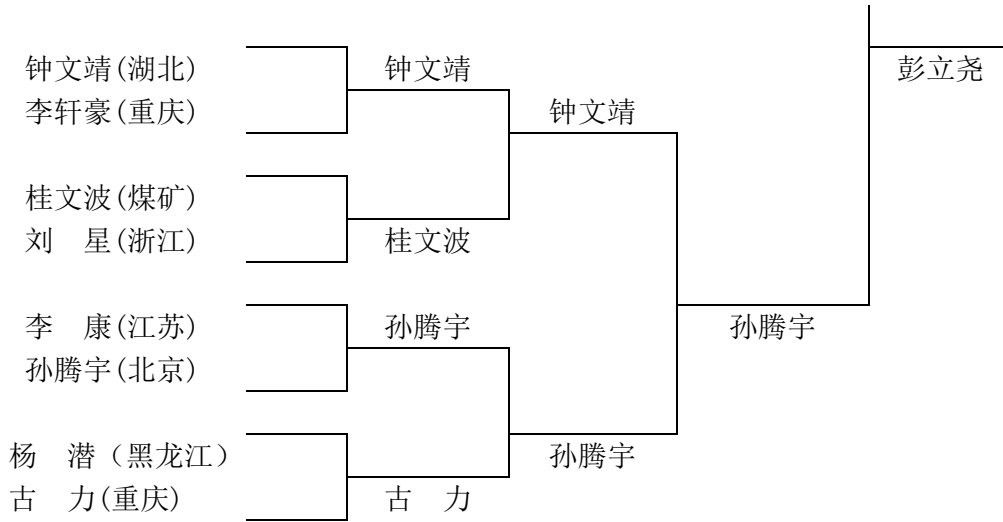 彭立尧
钟文靖(湖北)
钟文靖
李轩豪(重庆)
钟文靖
桂文波(煤矿)
刘　星(浙江)
桂文波
李　康(江苏)
孙腾宇
孙腾宇
孙腾宇(北京)
杨　潜（黑龙江）
孙腾宇
古　力(重庆)
古　力